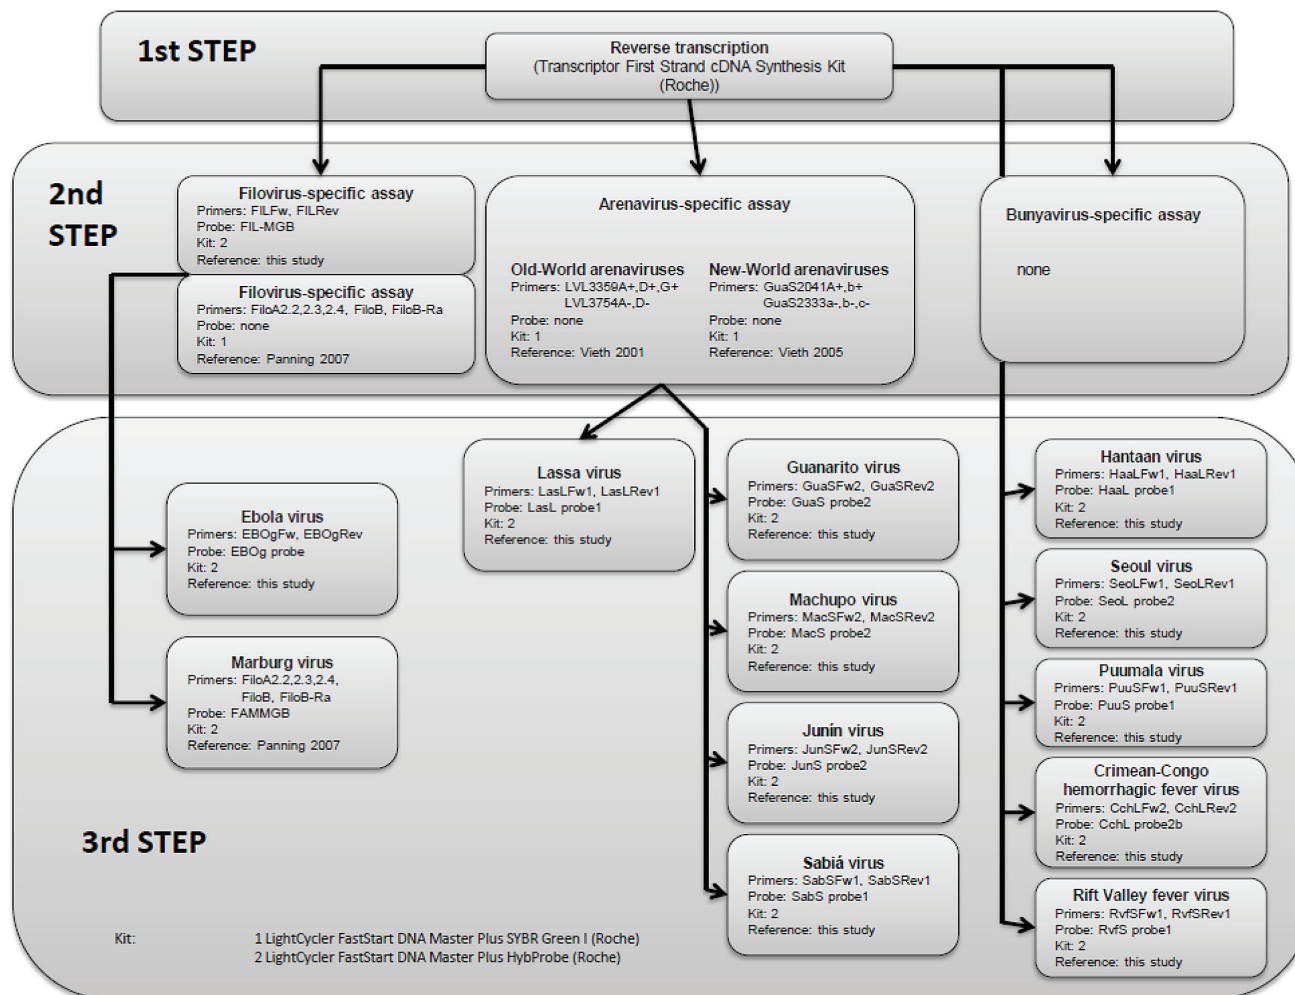 1st STEP
Reverse transcription
(Transcriptor First Strand cDNA Synthesis Kit
(Roche))
2nd
STEP
Filovirus-specific assay
Primers: FILFw, FILRev
Probe: FIL-MGB
Kit: 2
Reference: this study
Filovirus-specific assay
Primers: FiloA2.2,2.3,2.4, FiloB, FiloB-Ra
Probe: none
Kit: 1
Reference: Panning 2007
Arenavirus-specific assay
Old-World arenaviruses
Primers: LVL3359A+,D+,G+
LVL3754A-,D-
Probe: none
Kit: 1
Reference: Vieth 2001
New-World arenaviruses
Primers: GuaS2041A+,b+
GuaS2333a-,b-,c-
Probe: none
Kit: 1
Reference: Vieth 2005
Bunyavirus-specific assay
none
3rd STEP
Ebola virus
Primers: EBOgFw, EBOgRev
Probe: EBOg probe
Kit: 2
Reference: this study
Marburg virus
Primers: FiloA2.2,2.3,2.4,
FiloB, FiloB-Ra
Probe: FAMMGB
Kit: 2
Reference: Panning 2007
Lassa virus
Primers: LasLFw1, LasLRev1
Probe: LasL probe1
Kit: 2
Reference: this study
Guanarito virus
Primers: GuaSFw2, GuaSRev2
Probe: GuaS probe2
Kit: 2
Reference: this study
Machupo virus
Primers: MacSFw2, MacSRev2
Probe: MacS probe2
Kit: 2
Reference: this study
Junín virus
Primers: JunSFw2, JunSRev2
Probe: JunS probe2
Kit: 2
Reference: this study
Sabiá virus
Primers: SabSFw1, SabSRev1
Probe: SabS probe1
Kit: 2
Reference: this study
Hantaan virus
Primers: HaaLFw1, HaaLRev1
Probe: HaaL probe1
Kit: 2
Reference: this study
Seoul virus
Primers: SeoLFw1, SeoLRev1
Probe: SeoL probe2
Kit: 2
Reference: this study
Puumala virus
Primers: PuuSFw1, PuuSRev1
Probe: PuuS probe1
Kit: 2
Reference: this study
Crimean-Congo
hemorrhagic fever virus
Primers: CchLFw2, CchLRev2
Probe: CchL probe2b
Kit: 2
Reference: this study
Rift Valley fever virus
Primers: RvfSFw1, RvfSRev1
Probe: RvfS probe1
Kit: 2
Reference: this study
Kit: 1 LightCycler FastStart DNA Master Plus SYBR Green I (Roche)
2 LightCycler FastStart DNA Master Plus HybProbe (Roche)